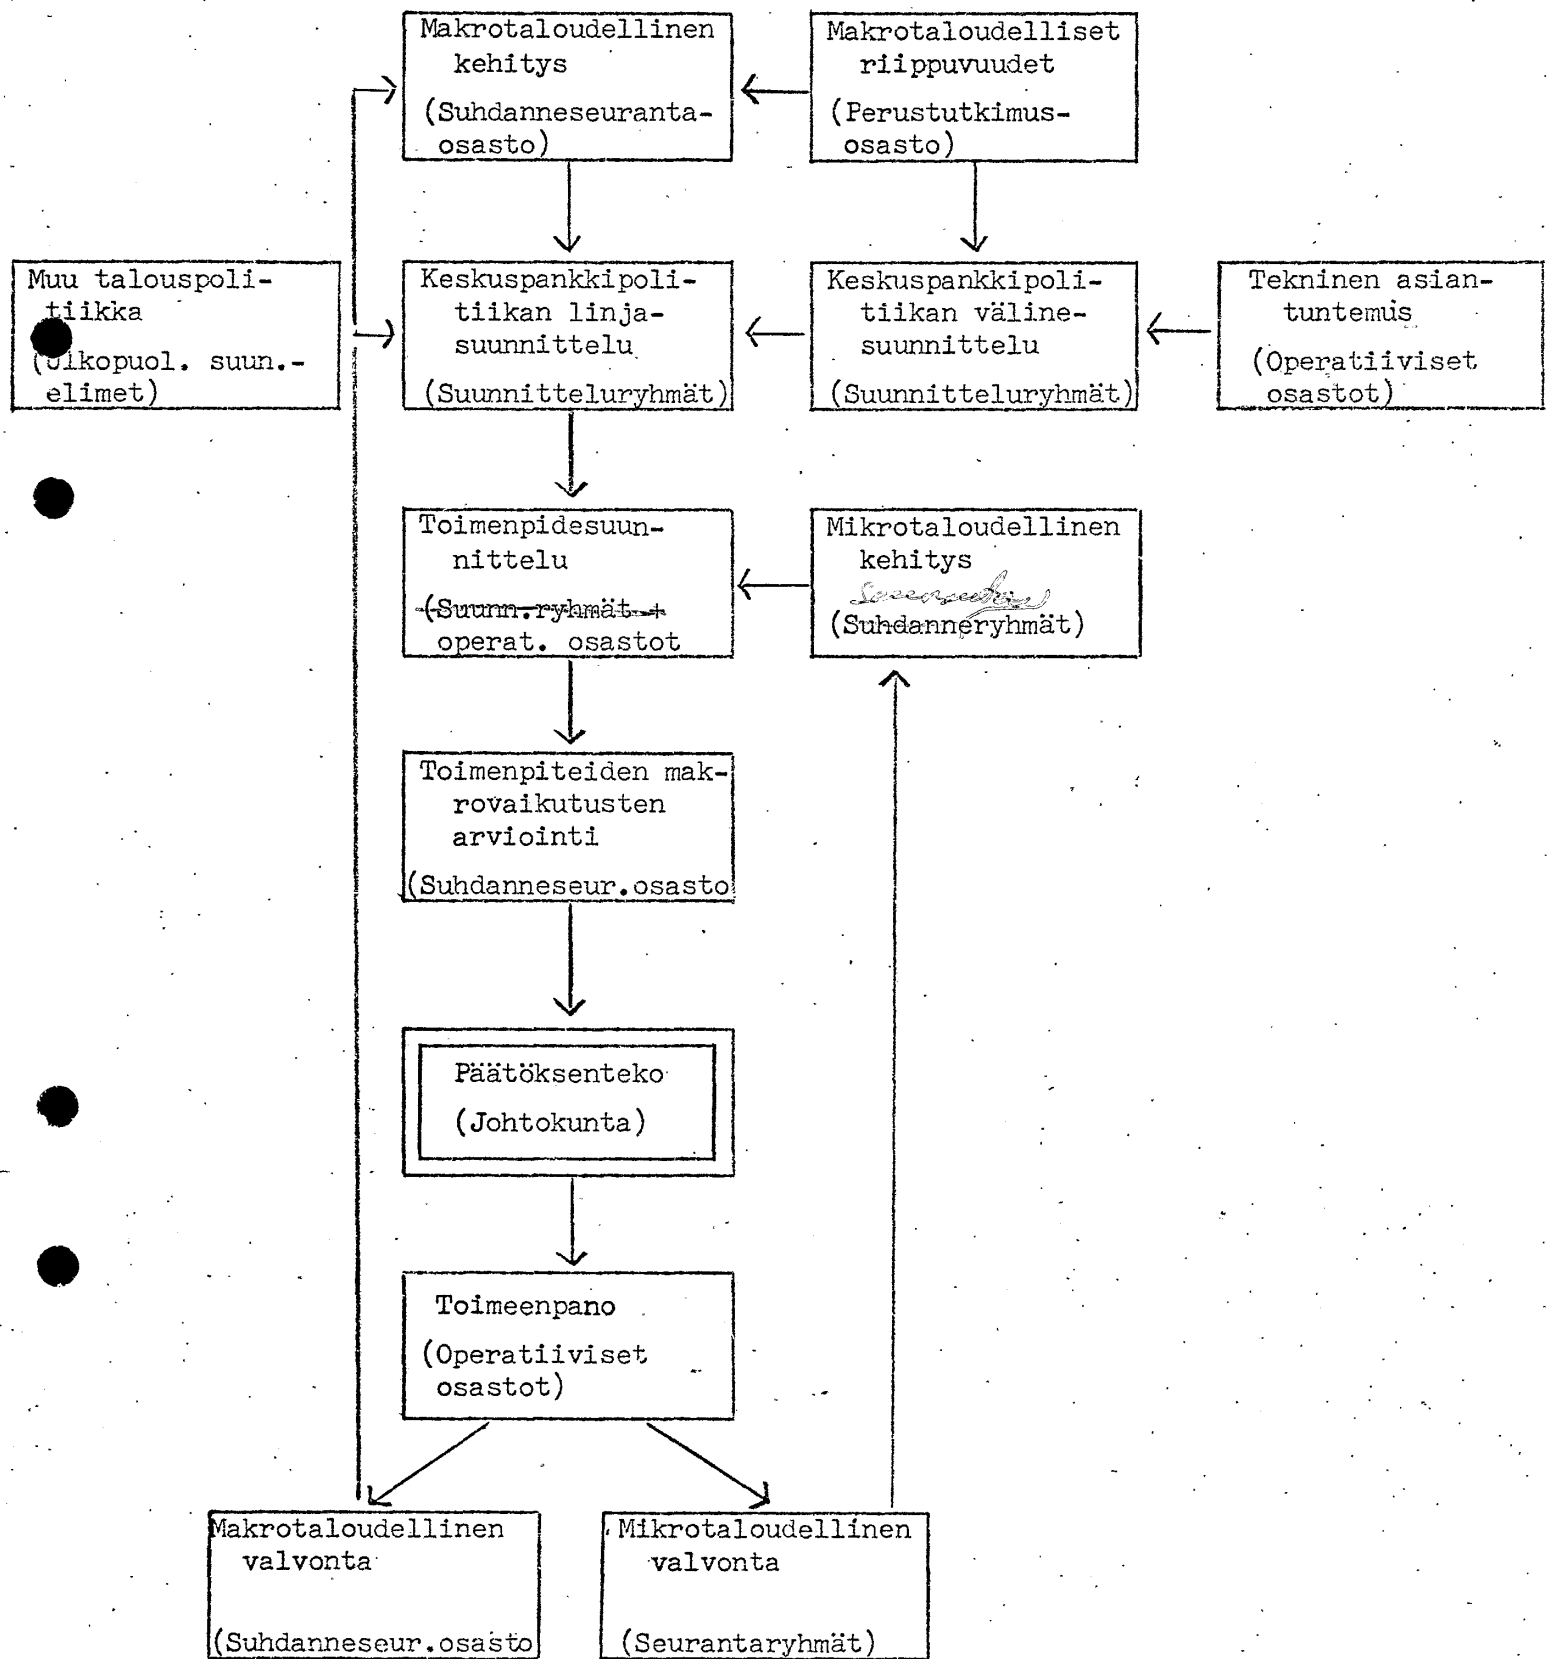 Makrotaloudellinen
kehitys
(Suhdanneseuranta-
osasto)
Makrotaloudelliset
riippuvuudet
(Perustutkimus-
osasto)
Muu talouspoli-
tiikka
(Ulkopuol. suun.-
elimet)
Keskuspankkipoli-
tiikan linja-
suunnittelu
(Suunnitteluryhmät)
Keskuspankkipoli-
tiikan väline-
suunnittelu
(Suunnitteluryhmät)
Tekninen asian-
tuntemus
(Operatiiviset
osastot)
Toimenpidesuun-
nittelu
(Suunn.ryhmät +
operat. osastot
Mikrotaloudellinen
kehitys
(Suhdanneryhmät)
Toimenpiteiden mak-
rovaikutusten
arviointi
(Suhdanneseur.osasto
Päätöksenteko
(Johtokunta)
Toimeenpano
(Operatiiviset
osastot)
Makrotaloudellinen
valvonta
(Suhdanneseur.osasto
Mikrotaloudellinen
valvonta
(Seurantaryhmät)